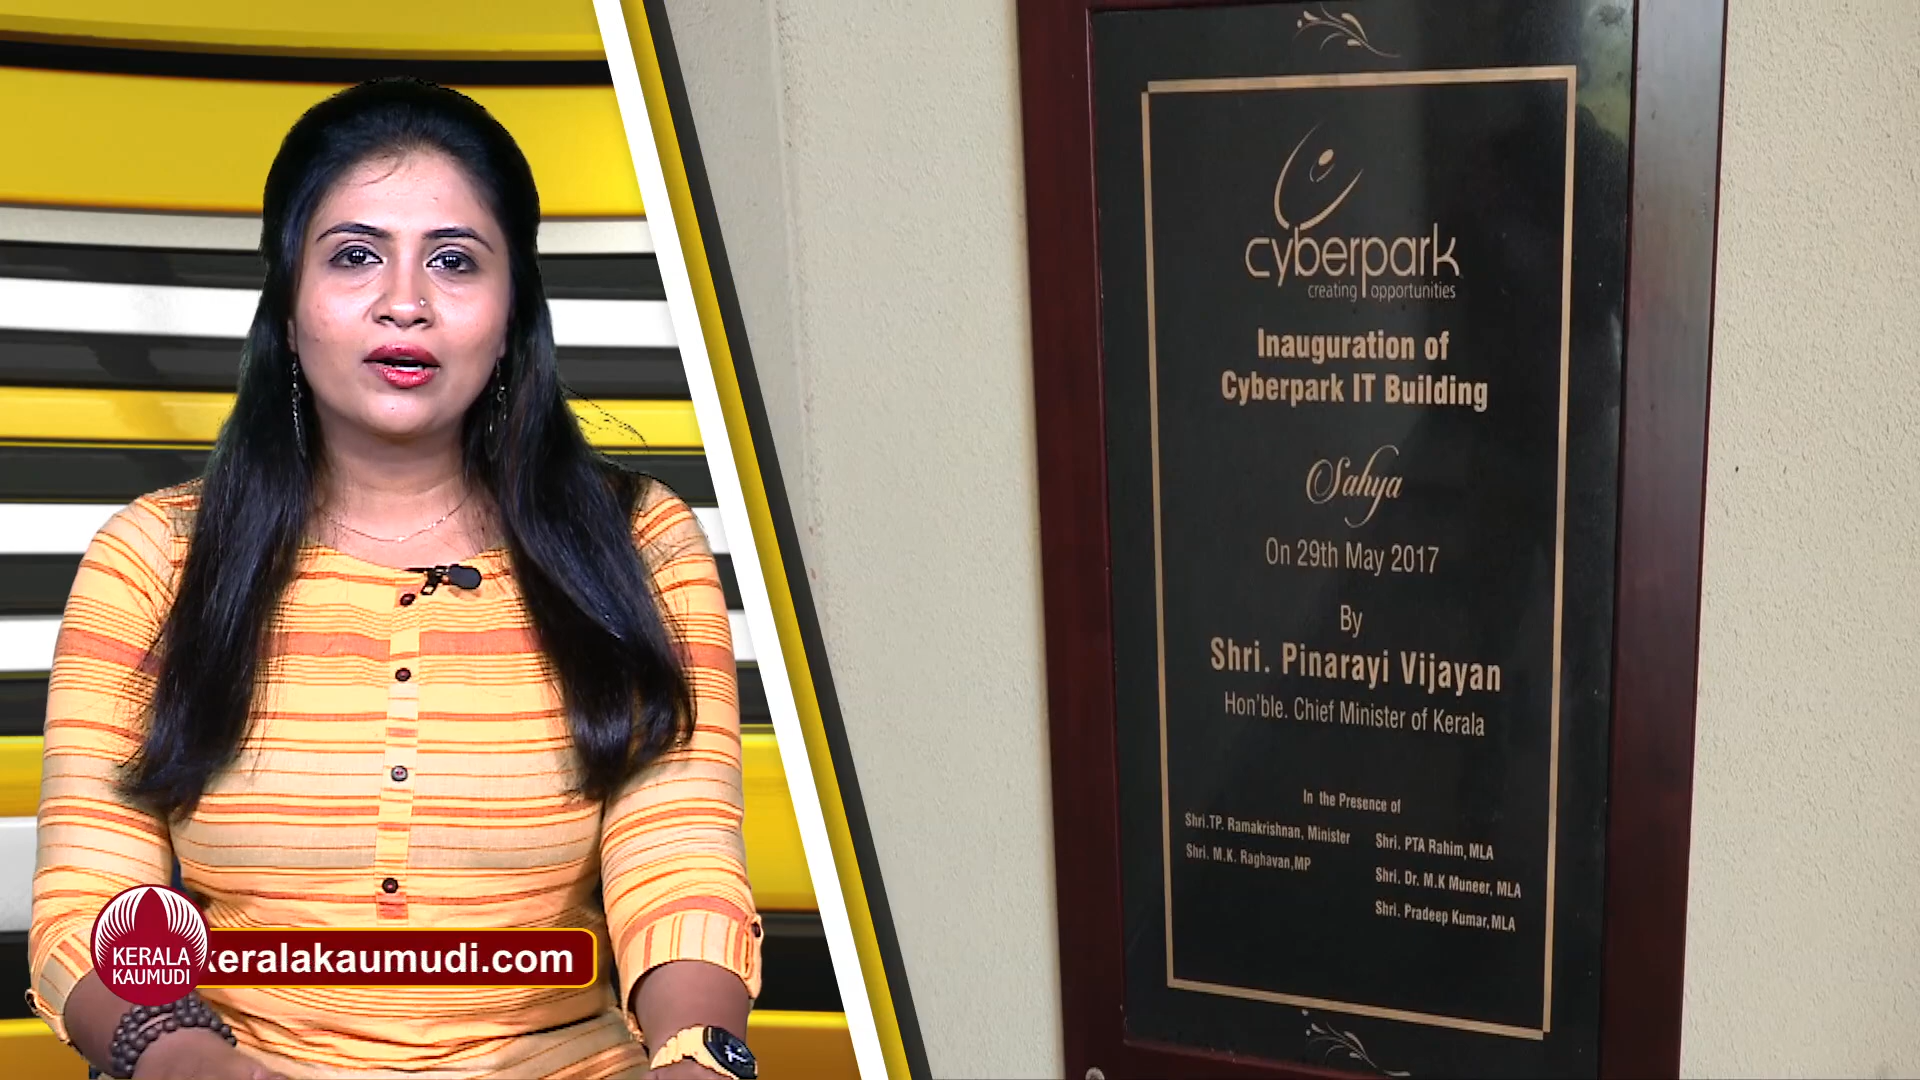 cyberpark
creating opportunities
Inauguration of
Cyberpark IT Building
Sahya
On 29th May 2017
By
Shri. Pinarayi Vijayan
Hon'ble. Chief Minister of Kerala
In the Presence of
Shri.TP. Ramakrishnan, Minister
Shri. M.K. Raghavan,MP
Shri. PTA Rahim, MLA
Shri. Dr. M.K Muneer, MLA
Shri. Pradeep Kumar, MLA
KERALA
KAUMUDI
keralakaumudi.com